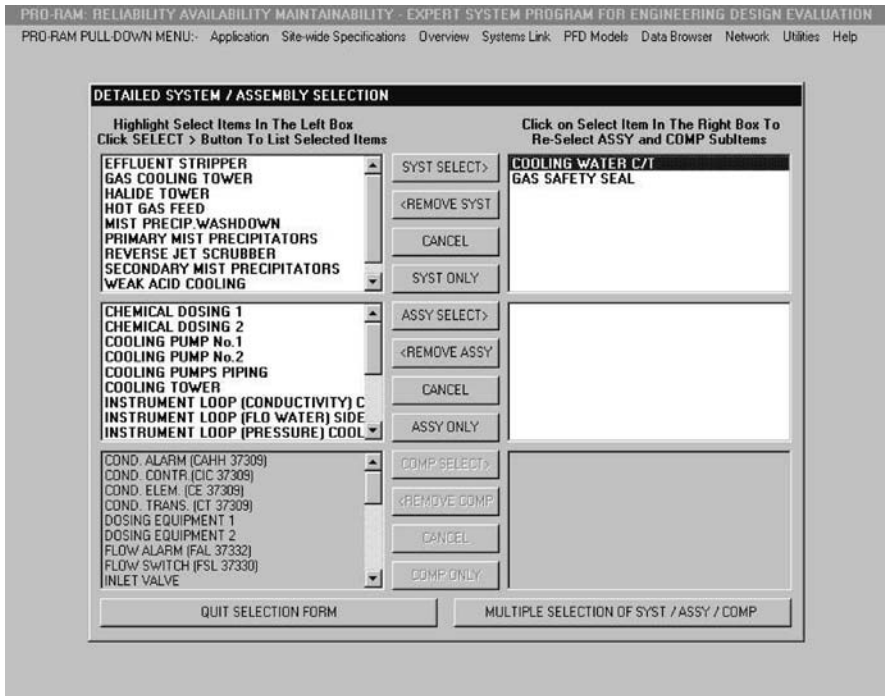 PRO-RAM: RELIABILITY AVAILABILITY MAINTAINABILITY - EXPERT SYSTEM PROGRAM FOR ENGINEERING DESIGN EVALUATION
PRO-RAM PULL-DOWN MENU:- Application Site-wide Specifications Overview Systems Link PFD Models Data Browser Network Utilities Help
DETAILED SYSTEM / ASSEMBLY SELECTION
Highlight Select Items In The Left Box
Click SELECT > Button To List Selected Items
Click on Select Item In The Right Box To
Re-Select ASSY and COMP SubItems
EFFLUENT STRIPPER
GAS COOLING TOWER
HALIDE TOWER
HOT GAS FEED
MIST PRECIP.WASHDOWN
PRIMARY MIST PRECIPITATORS
REVERSE JET SCRUBBER
SECONDARY MIST PRECIPITATORS
WEAK ACID COOLING
SYST SELECT>
<REMOVE SYST
CANCEL
SYST ONLY
COOLING WATER C/T
GAS SAFETY SEAL
CHEMICAL DOSING 1
CHEMICAL DOSING 2
COOLING PUMP No.1
COOLING PUMP No.2
COOLING PUMPS PIPING
COOLING TOWER
INSTRUMENT LOOP (CONDUCTIVITY) C
INSTRUMENT LOOP (FLO WATER) SIDE
INSTRUMENT LOOP (PRESSURE) COOL
ASSY SELECT>
<REMOVE ASSY
CANCEL
ASSY ONLY
COND. ALARM (CAHH 37309)
COND. CONTR.(CIC 37309)
COND. ELEM. (CE 37309)
COND. TRANS. (CT 37309)
DOSING EQUIPMENT 1
DOSING EQUIPMENT 2
FLOW ALARM (FAL 37332)
FLOW SWITCH (FSL 37330)
INLET VALVE
COMP SELECT>
<REMOVE COMP
CANCEL
COMP ONLY
QUIT SELECTION FORM
MULTIPLE SELECTION OF SYST / ASSY / COMP